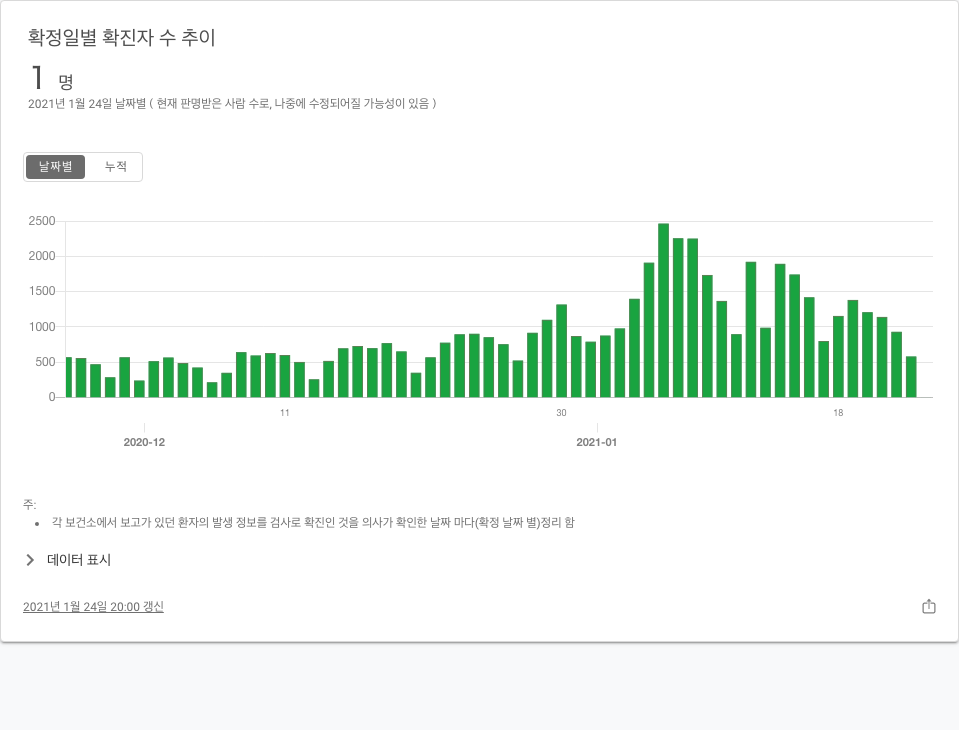 확정일별 확진자 수 추이
1 명
2021년 1월 24일 날짜별 ( 현재 판명받은 사람 수로, 나중에 수정되어질 가능성이 있음 )
날짜별 누적
2500
2000
1500
1000
500
0
11 30 18
2020-12 2021-01
주:
• 각 보건소에서 보고가 있던 환자의 발생 정보를 검사로 확진인 것을 의사가 확인한 날짜 마다(확정 날짜 별)정리 함
데이터 표시
2021년 1월 24일 20:00 갱신